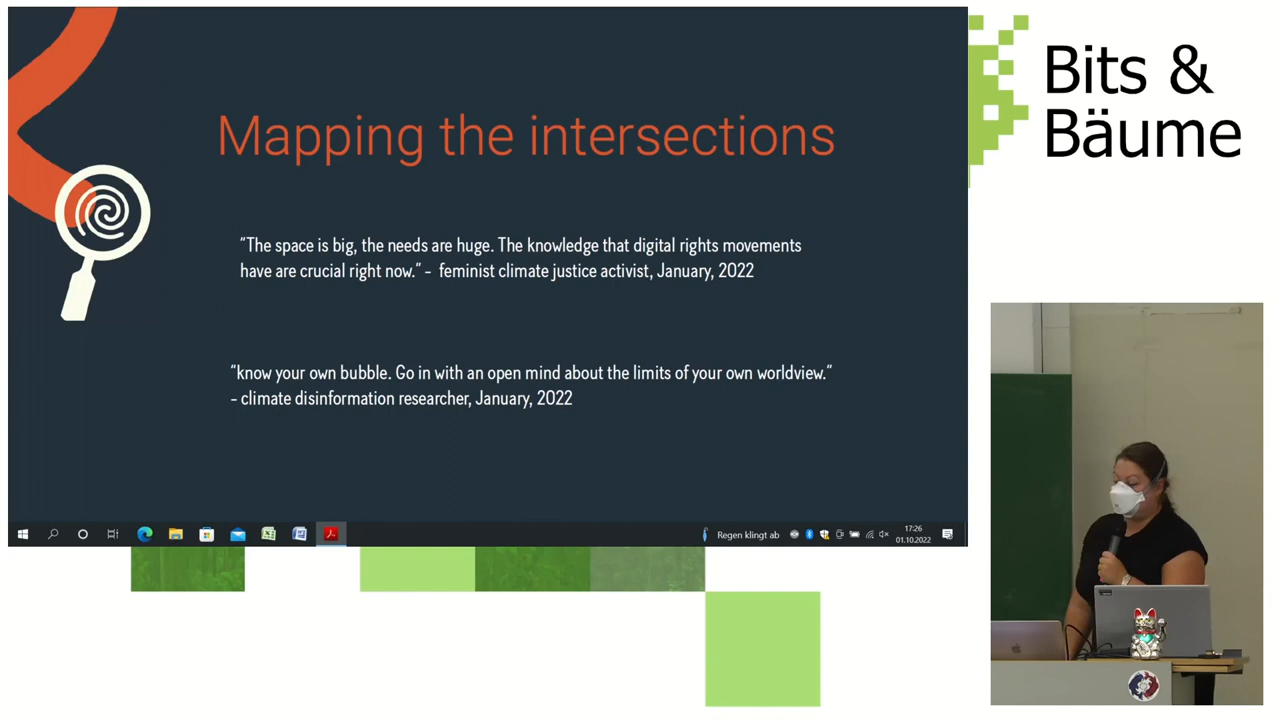 Mapping the intersections
"The space is big, the needs are huge. The knowledge that digital rights movements
have are crucial right now." - feminist climate justice activist, January, 2022
"know your own bubble. Go in with an open mind about the limits of your own worldview."
- climate disinformation researcher, January, 2022
Regen klingt ab
17:26
01.10.2022
Bits &
Bäume